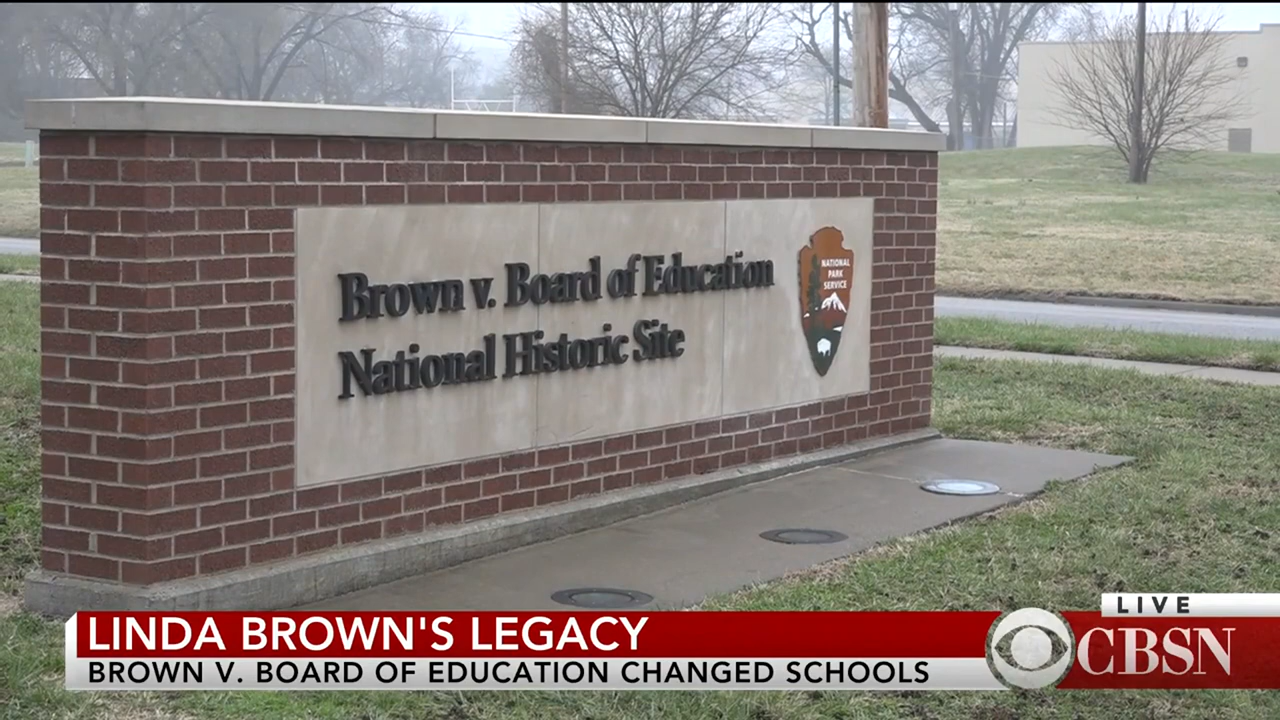 Brown v. Board of Education
National Historic Site
NATIONAL
PARK
SERVICE
LINDA BROWN'S LEGACY
BROWN V. BOARD OF EDUCATION CHANGED SCHOOLS
LIVE
CBSN